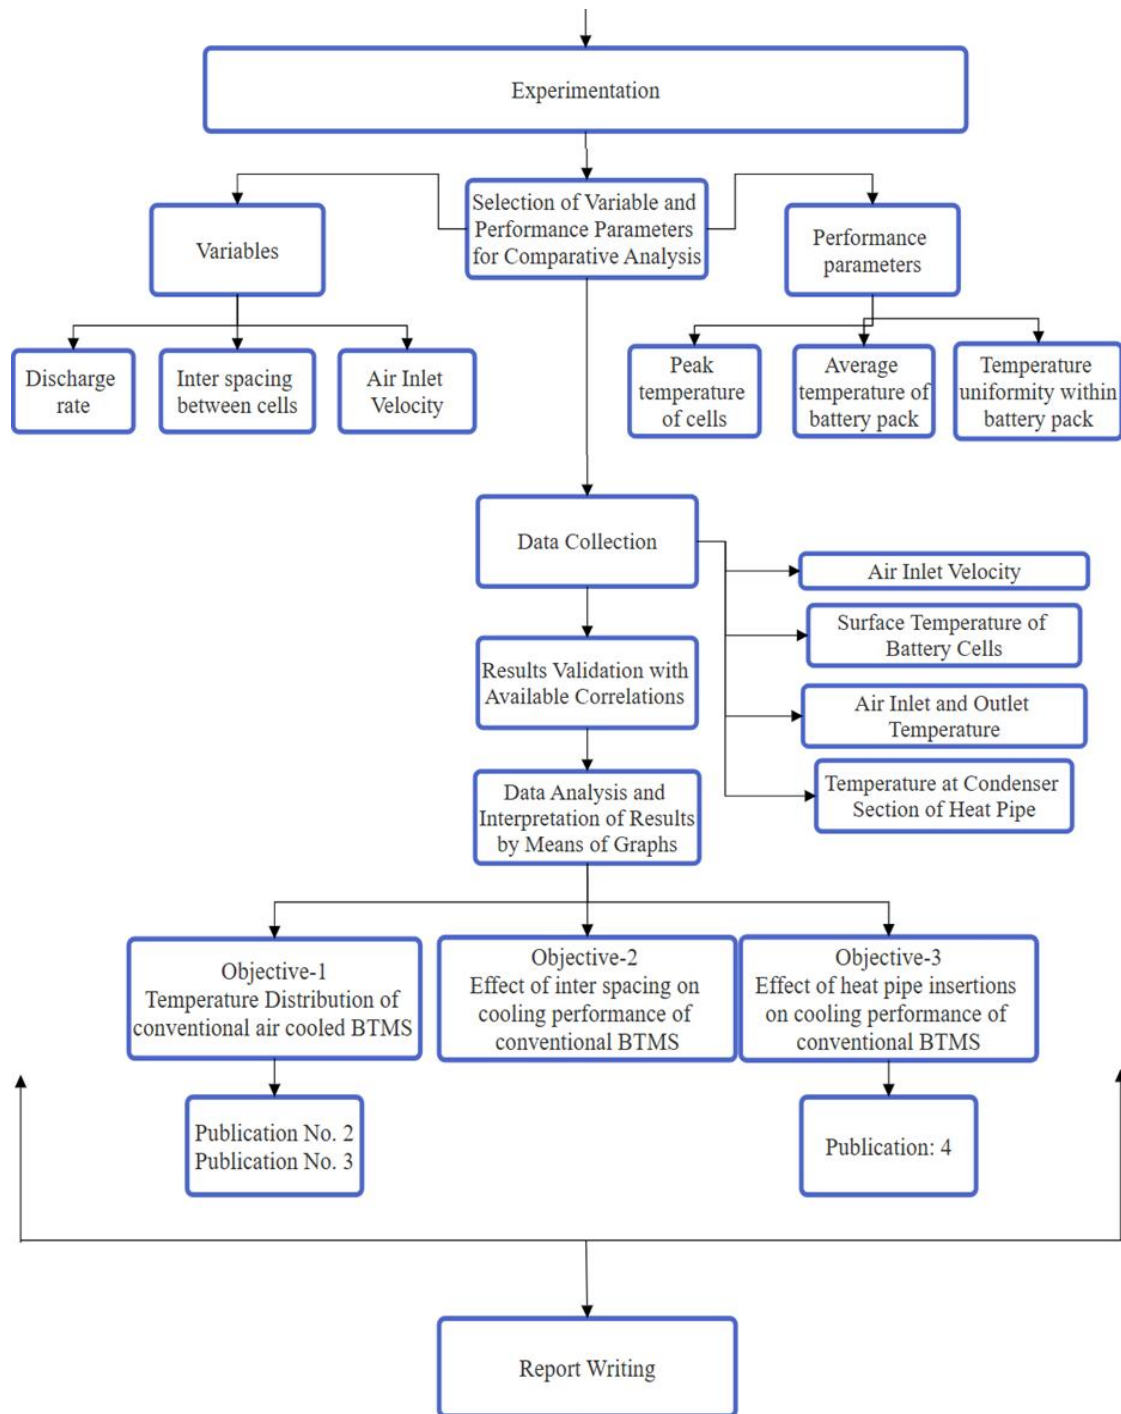 Experimentation
Selection of Variable and
Performance Parameters
for Comparative Analysis
Variables
Performance
parameters
Discharge
rate
Inter spacing
between cells
Air Inlet
Velocity
Peak
temperature
of cells
Average
temperature of
battery pack
Temperature
uniformity within
battery pack
Data Collection
Air Inlet Velocity
Surface Temperature of
Battery Cells
Air Inlet and Outlet
Temperature
Temperature at Condenser
Section of Heat Pipe
Results Validation with
Available Correlations
Data Analysis and
Interpretation of Results
by Means of Graphs
Objective-1
Temperature Distribution of
conventional air cooled BTMS
Objective-2
Effect of inter spacing on
cooling performance of
conventional BTMS
Objective-3
Effect of heat pipe insertions
on cooling performance of
conventional BTMS
Publication No. 2
Publication No. 3
Publication: 4
Report Writing